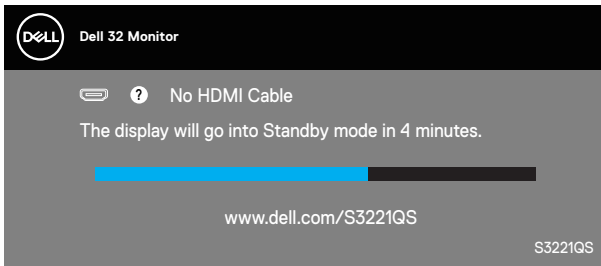 DELL
Dell 32 Monitor
? No HDMI Cable
The display will go into Standby mode in 4 minutes.
www.dell.com/S3221QS
S3221QS